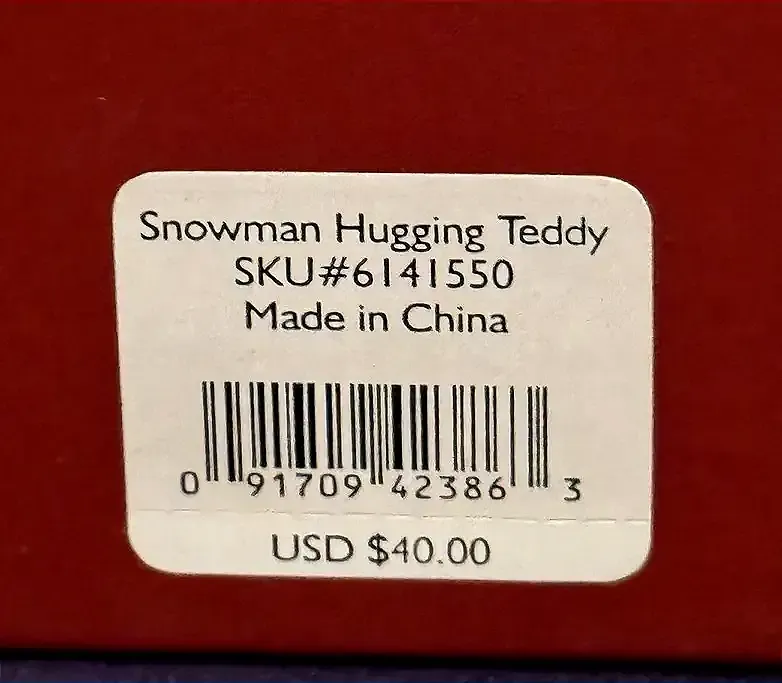 Snowman Hugging Teddy
SKU#6141550
Made in China
0 91709 42386 3
USD $40.00